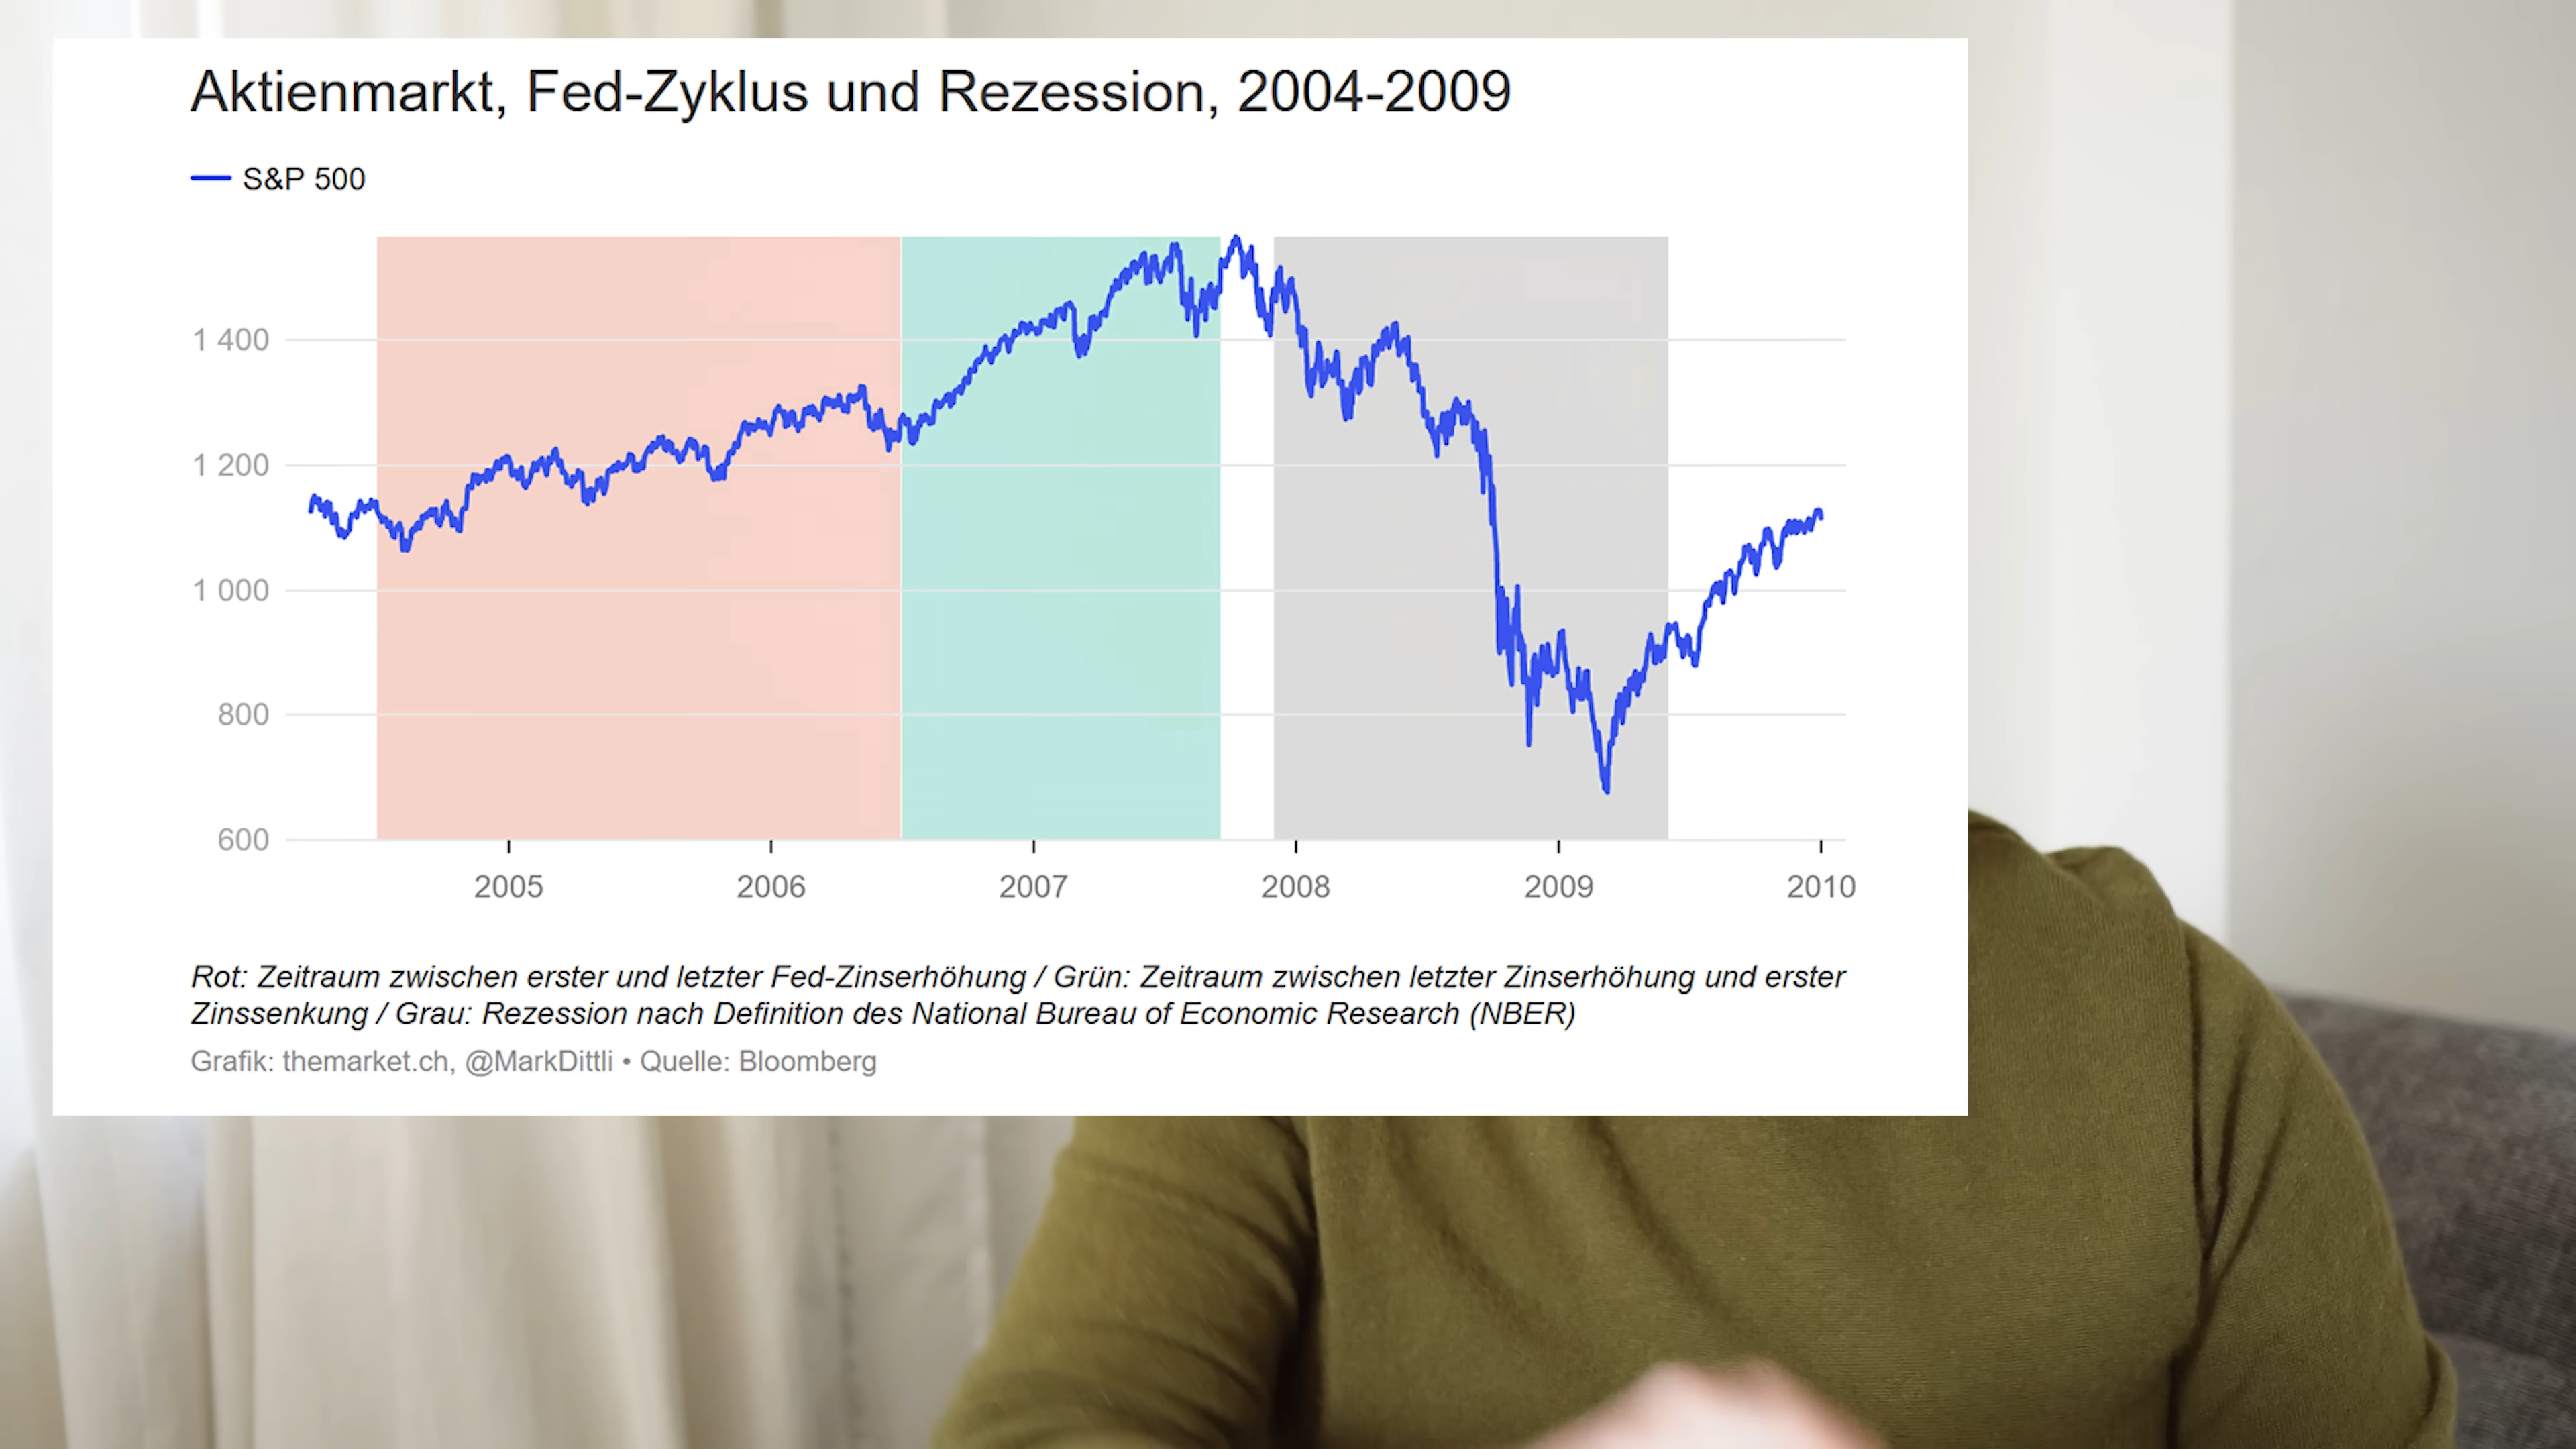 Aktienmarkt, Fed-Zyklus und Rezession, 2004-2009
S&P 500
1 400
1 200
1 000
800
600
2005 2006 2007 2008 2009 2010
Rot: Zeitraum zwischen erster und letzter Fed-Zinserhöhung / Grün: Zeitraum zwischen letzter Zinserhöhung und erster
Zinssenkung / Grau: Rezession nach Definition des National Bureau of Economic Research (NBER)
Grafik: themarket.ch, @MarkDittli • Quelle: Bloomberg